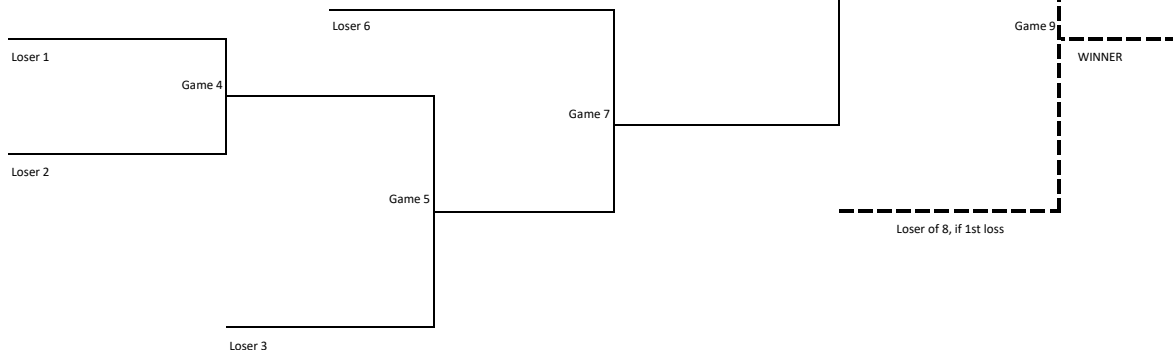 Loser 6
Game 9
Loser 1
WINNER
Game 4
Game 7
Loser 2
Game 5
Loser of 8, if 1st loss
Loser 3